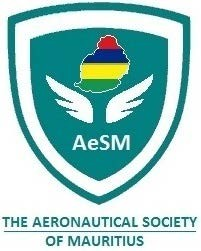 AeSM
THE AERONAUTICAL SOCIETY
OF MAURITIUS